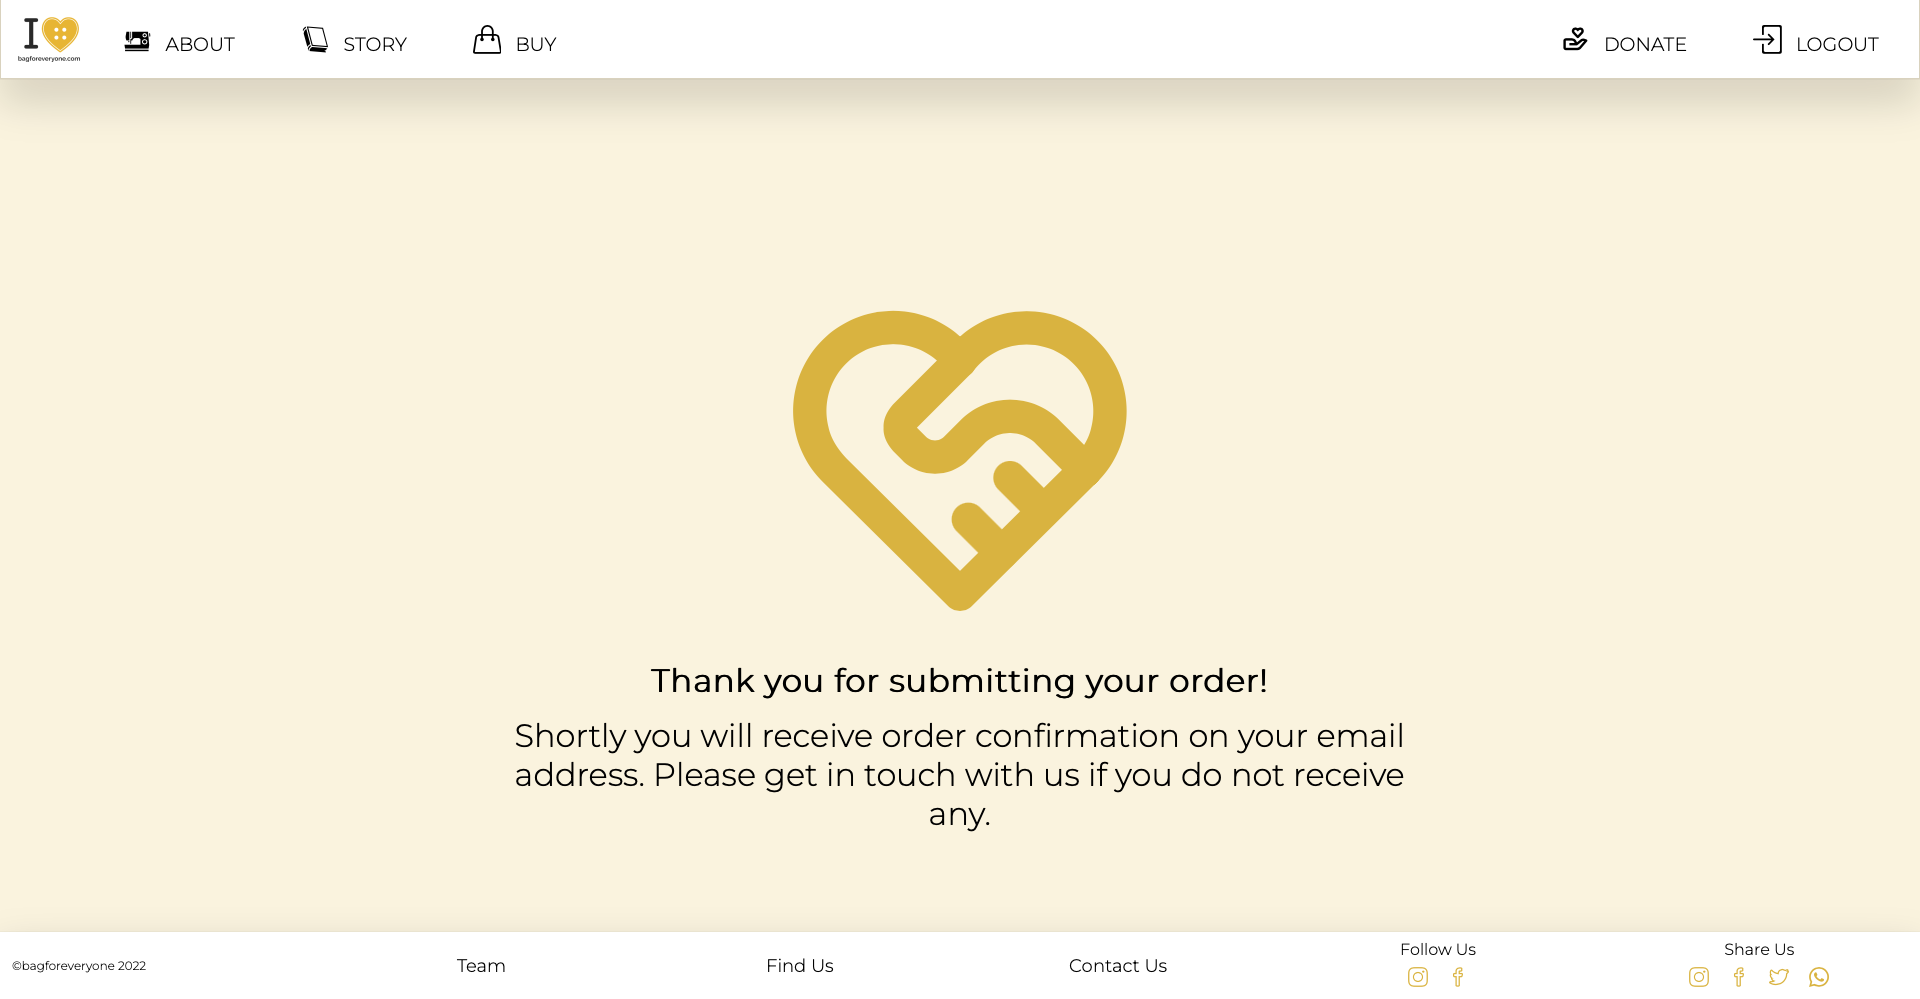 I
bagforeveryone.com
ABOUT
STORY
BUY
DONATE
LOGOUT
Thank you for submitting your order!
Shortly you will receive order confirmation on your email
address. Please get in touch with us if you do not receive
any.
©bagforeveryone 2022
Team
Find Us
Contact Us
Follow Us
Share Us